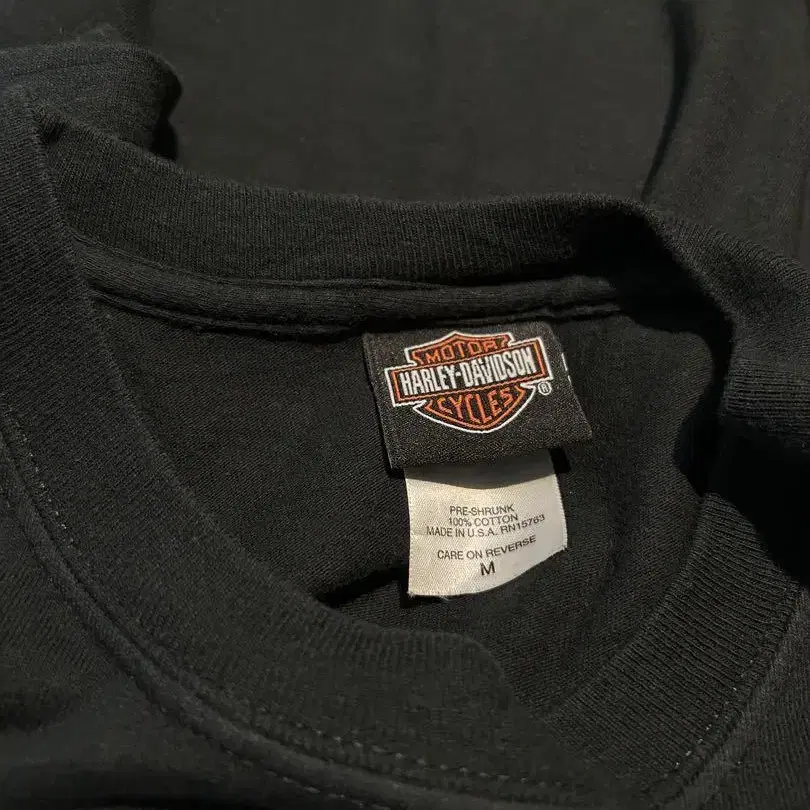 MOTOR
HARLEY-DAVIDSON
CYCLES
®
PRE-SHRUNK
100% COTTON
MADE IN U.S.A. RN15763
CARE ON REVERSE
M